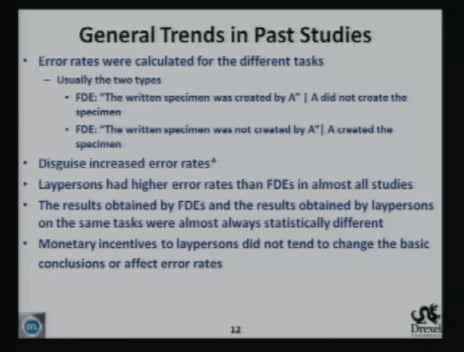 General Trends in Past Studies
• Error rates were calculated for the different tasks
– Usually the two types
• FDE: "The written specimen was created by A" | A did not create the
specimen
• FDE: "The written specimen was not created by A"| A created the
specimen
• Disguise increased error rates*
• Laypersons had higher error rates than FDEs in almost all studies
• The results obtained by FDEs and the results obtained by laypersons
on the same tasks were almost always statistically different
• Monetary incentives to laypersons did not tend to change the basic
conclusions or affect error rates
12
Drexel